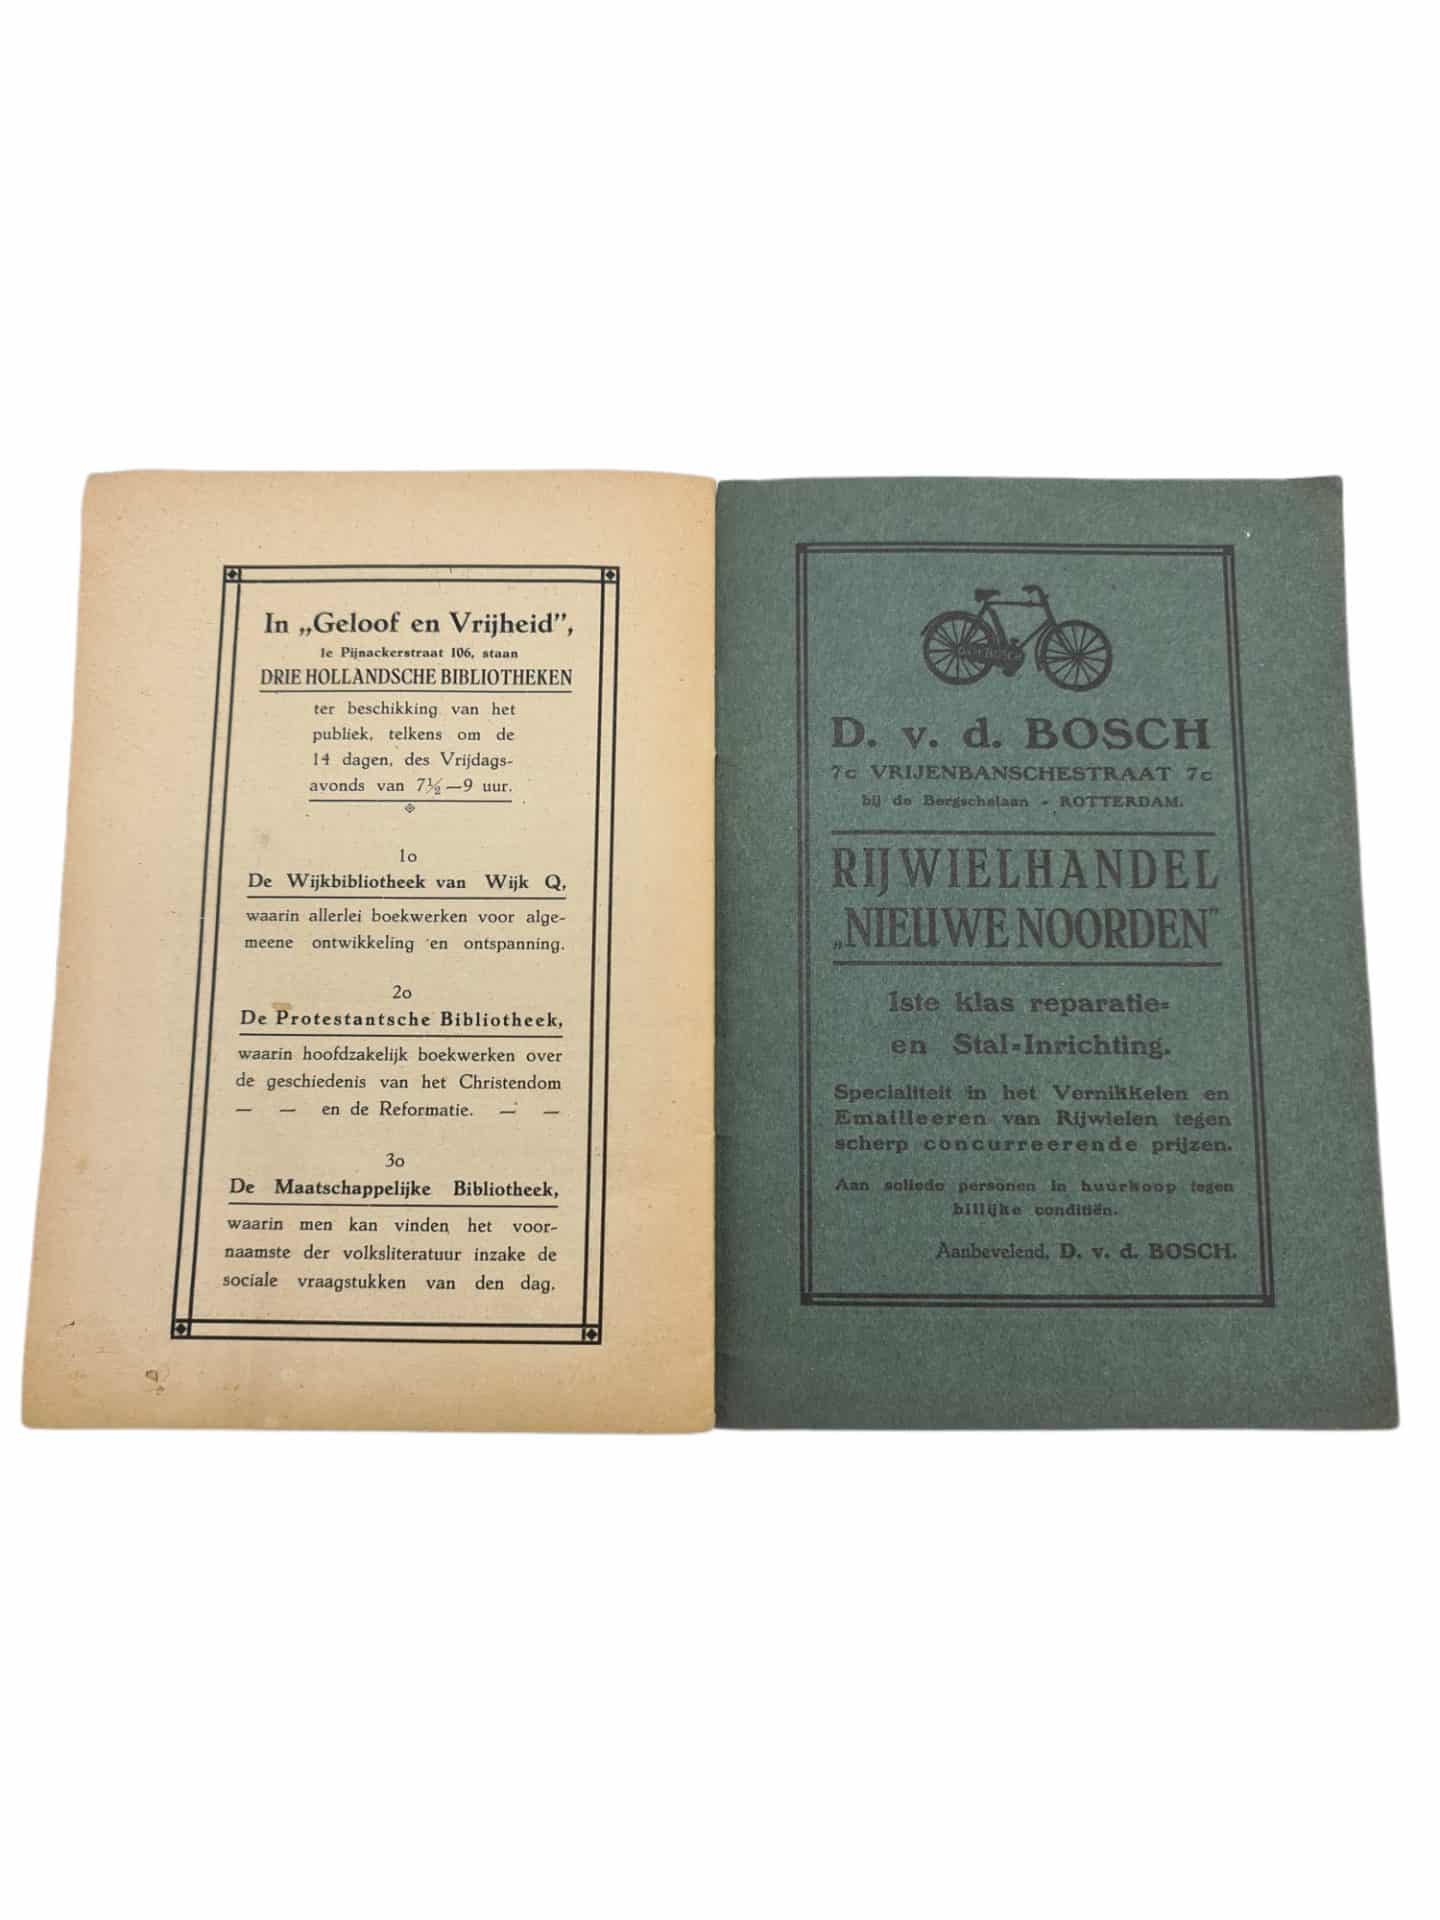 In „Geloof en Vrijheid”,
1e Pijnackerstraat 106, staan
DRIE HOLLANDSCHE BIBLIOTHEKEN
ter beschikking van het
publiek, telkens om de
14 dagen, des Vrijdags-
avonds van 7½—9 uur.
1o
De Wijkbibliotheek van Wijk Q,
waarin allerlei boekwerken voor alge-
meene ontwikkeling en ontspanning.
2o
De Protestantsche Bibliotheek,
waarin hoofdzakelijk boekwerken over
de geschiedenis van het Christendom
— — en de Reformatie. — —
3o
De Maatschappelijke Bibliotheek,
waarin men kan vinden het voor-
naamste der volksliteratuur inzake de
sociale vraagstukken van den dag.
D. v. d. BOSCH
D. v. d. BOSCH
7c VRIJENBANSCHESTRAAT 7c
bij de Bergschelaan - ROTTERDAM.
RIJWIELHANDEL
„NIEUWE NOORDEN”
1ste klas reparatie=
en Stal=Inrichting.
Specialiteit in het Vernikkelen en
Emailleeren van Rijwielen tegen
scherp concurreerende prijzen.
Aan soliede personen in huurkoop tegen
billijke conditiën.
Aanbevelend, D. v. d. BOSCH.